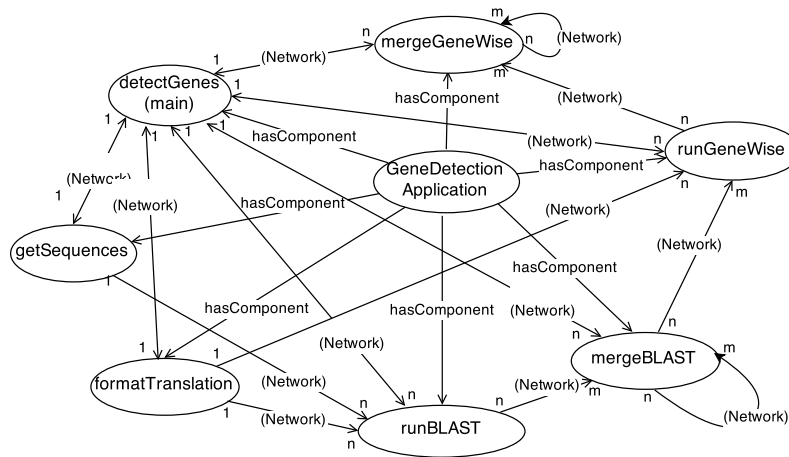 m
n
mergeGeneWise
n
(Network)
(Network)
1
m
detectGenes
(main)
1
hasComponent
(Network)
n
1
1
1
1
hasComponent
(Network)
n
runGeneWise
GeneDetection
Application
hasComponent
n
m
(Network)
1
(Network)
hasComponent
(Network)
getSequences
(Network)
1
hasComponent
hasComponent
hasComponent
(Network)
n
n
m
1
1
(Network)
mergeBLAST
formatTranslation
(Network)
(Network)
m
n
1
(Network)
n
n
n
(Network)
n
runBLAST